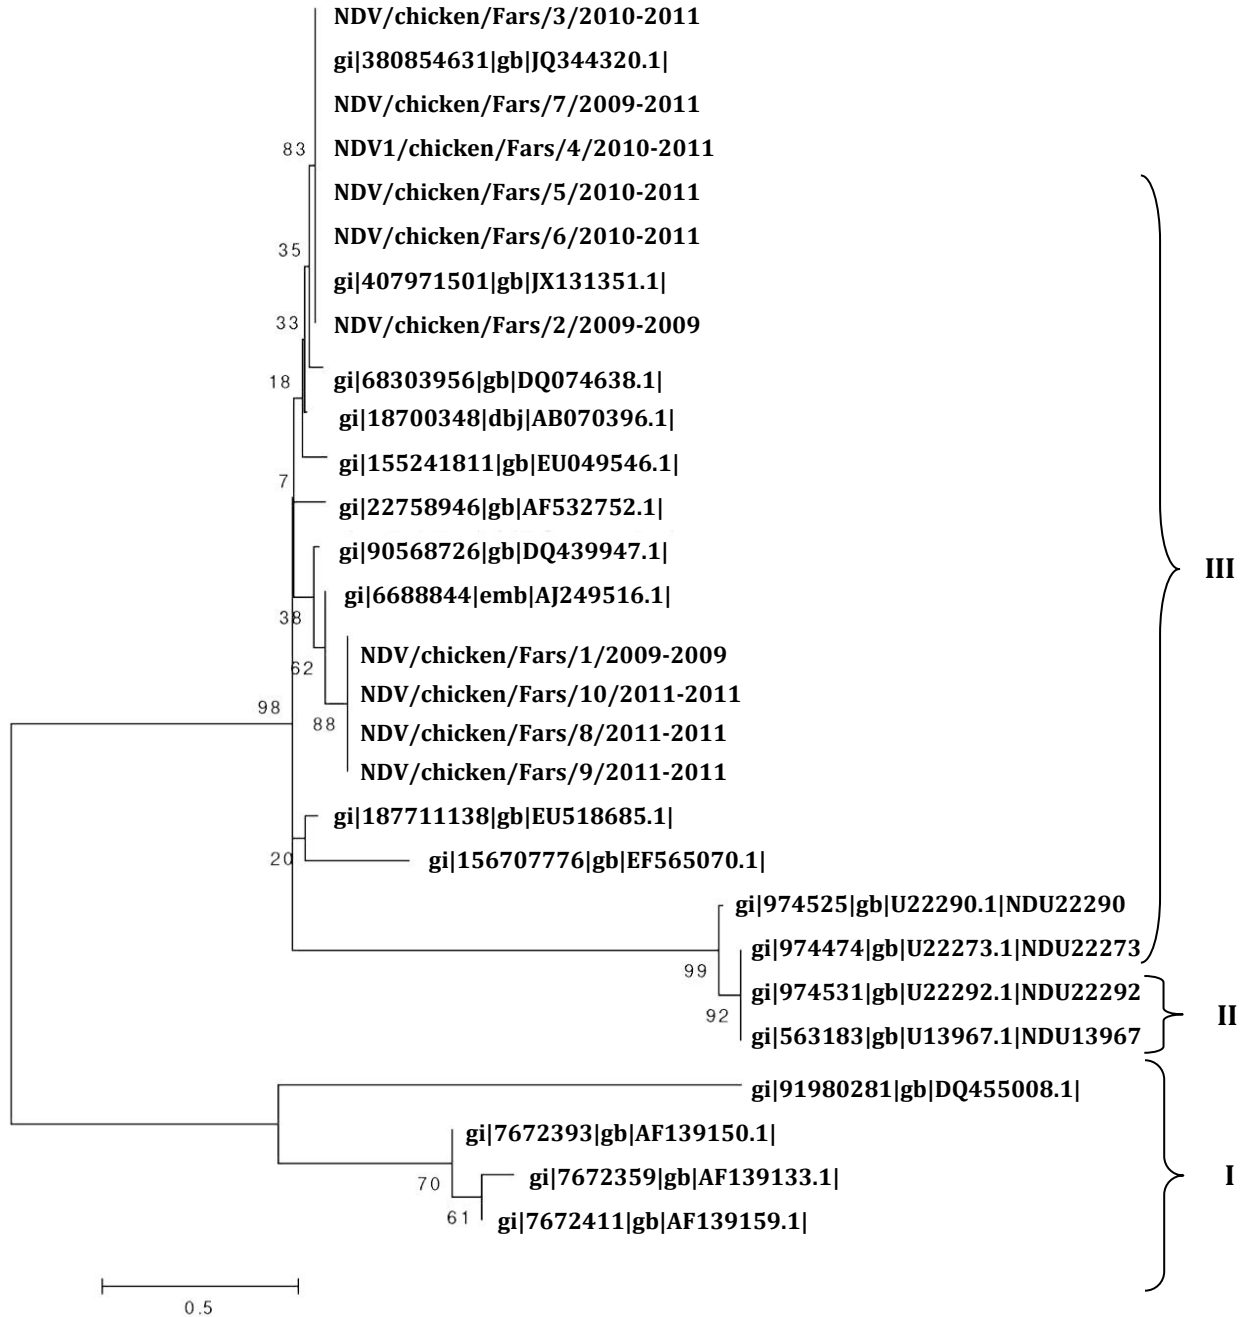 NDV/chicken/Fars/3/2010-2011
gi|380854631|gb|JQ344320.1|
NDV/chicken/Fars/7/2009-2011
83
NDV1/chicken/Fars/4/2010-2011
NDV/chicken/Fars/5/2010-2011
35
NDV/chicken/Fars/6/2010-2011
gi|407971501|gb|JX131351.1|
33
NDV/chicken/Fars/2/2009-2009
18
gi|68303956|gb|DQ074638.1|
gi|18700348|dbj|AB070396.1|
gi|155241811|gb|EU049546.1|
7
gi|22758946|gb|AF532752.1|
gi|90568726|gb|DQ439947.1|
III
gi|6688844|emb|AJ249516.1|
38
NDV/chicken/Fars/1/2009-2009
62
NDV/chicken/Fars/10/2011-2011
98
88
NDV/chicken/Fars/8/2011-2011
NDV/chicken/Fars/9/2011-2011
gi|187711138|gb|EU518685.1|
20
gi|156707776|gb|EF565070.1|
gi|974525|gb|U22290.1|NDU22290
gi|974474|gb|U22273.1|NDU22273
99
gi|974531|gb|U22292.1|NDU22292
92
II
gi|563183|gb|U13967.1|NDU13967
gi|91980281|gb|DQ455008.1|
gi|7672393|gb|AF139150.1|
70
gi|7672359|gb|AF139133.1|
I
61
gi|7672411|gb|AF139159.1|
0.5